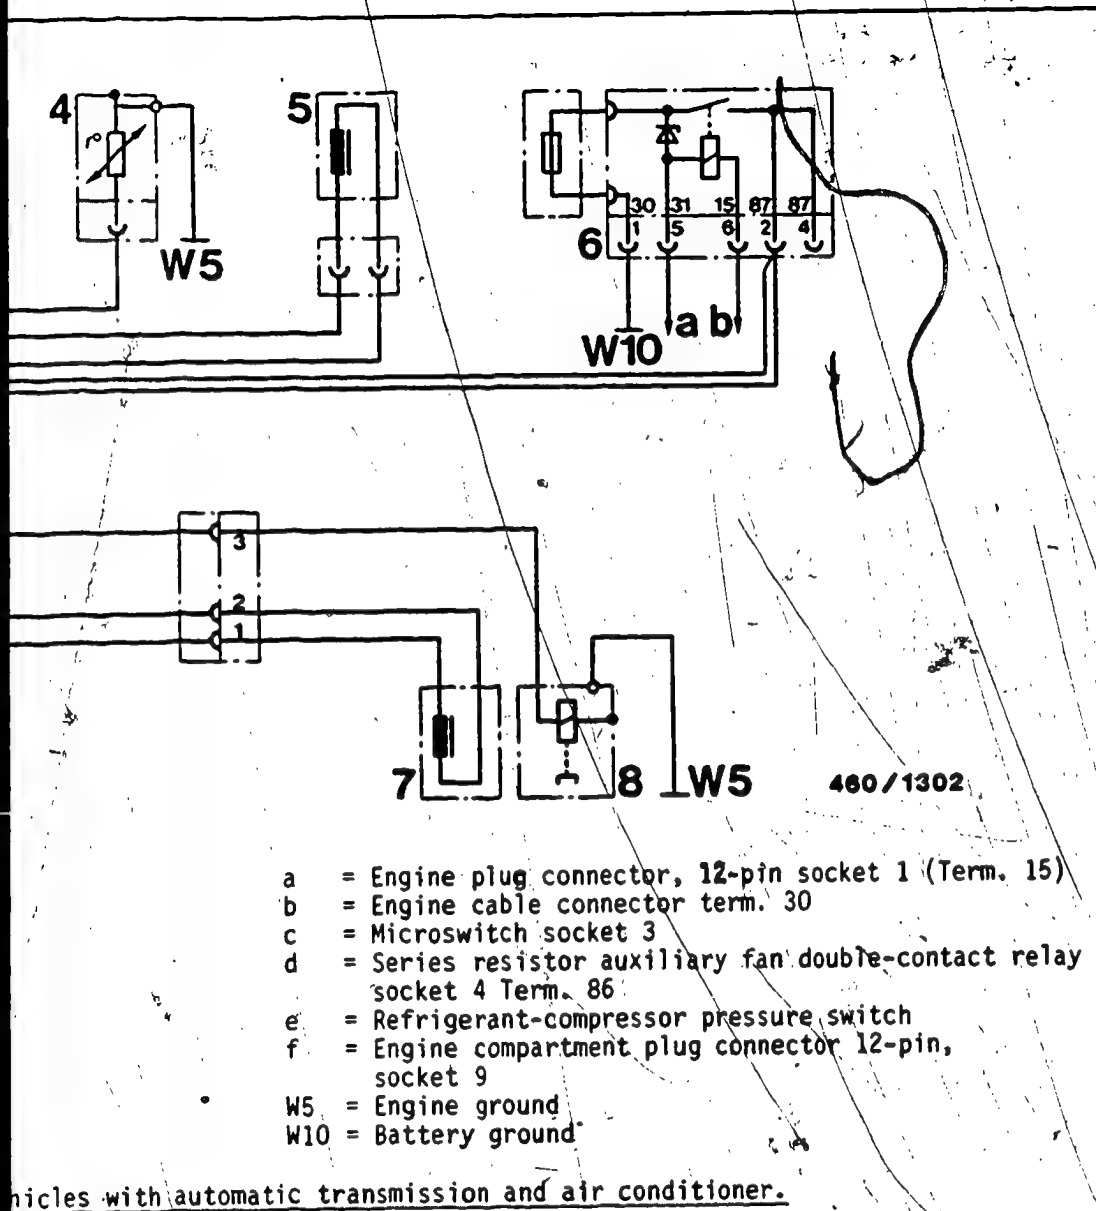 4
r°
W5
5
6
30 31 15 87 87
1 5 6 2 4
W10
a b
3
2
1
7
8
W5
460/1302
a = Engine plug connector, 12-pin socket 1 (Term. 15)
b = Engine cable connector term. 30
c = Microswitch socket 3
d = Series resistor auxiliary fan double-contact relay
socket 4 Term. 86
e = Refrigerant-compressor pressure switch
f = Engine compartment plug connector 12-pin,
socket 9
W5 = Engine ground
W10 = Battery ground
hicles with automatic transmission and air conditioner.